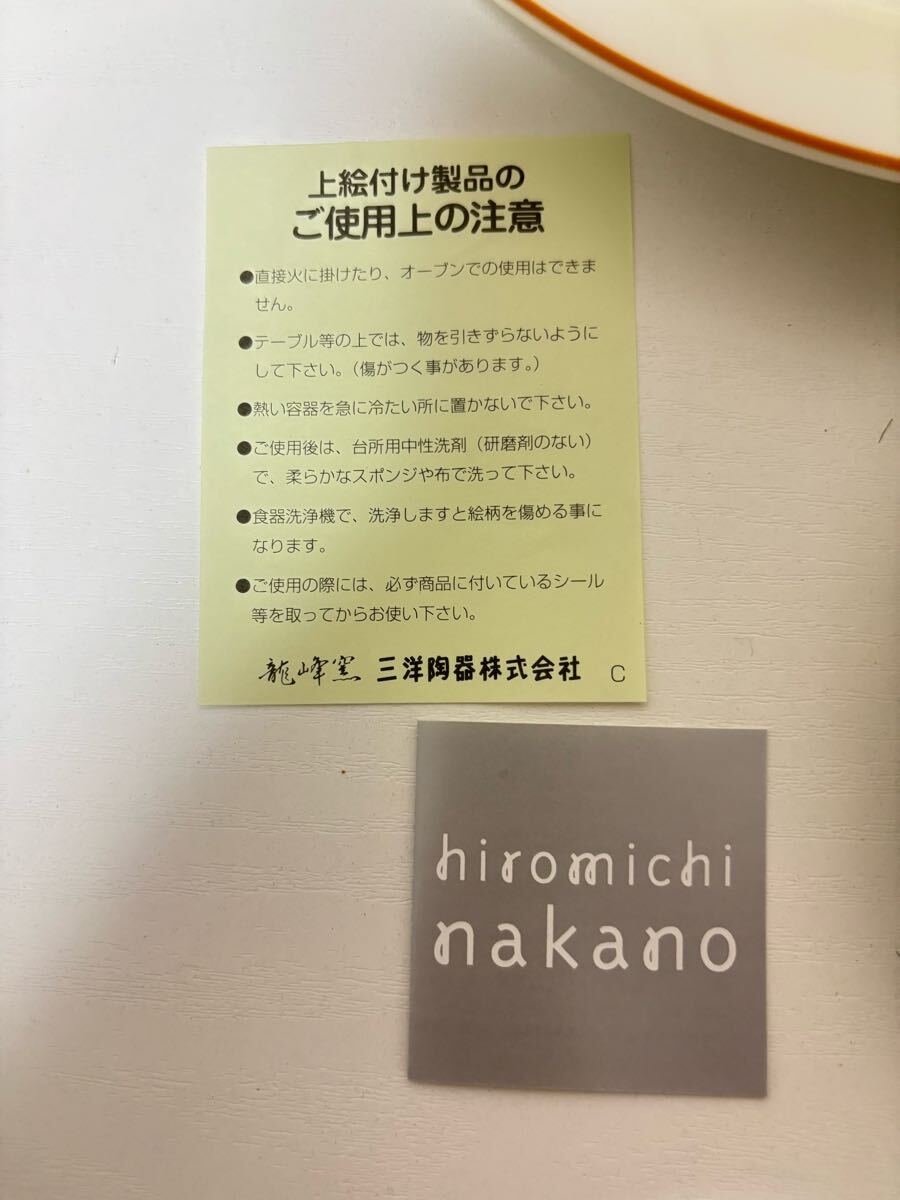 上絵付け製品の
ご使用上の注意
●直接火に掛けたり、オーブンでの使用はできま
せん。
●テーブル等の上では、物を引きずらないように
して下さい。（傷がつく事があります。）
●熱い容器を急に冷たい所に置かないで下さい。
●ご使用後は、台所用中性洗剤（研磨剤のない）
で、柔らかなスポンジや布で洗って下さい。
●食器洗浄機で、洗浄しますと絵柄を傷める事に
なります。
●ご使用の際には、必ず商品に付いているシール
等を取ってからお使い下さい。
龍峰窯 三洋陶器株式会社 C
hiromichi
nakano